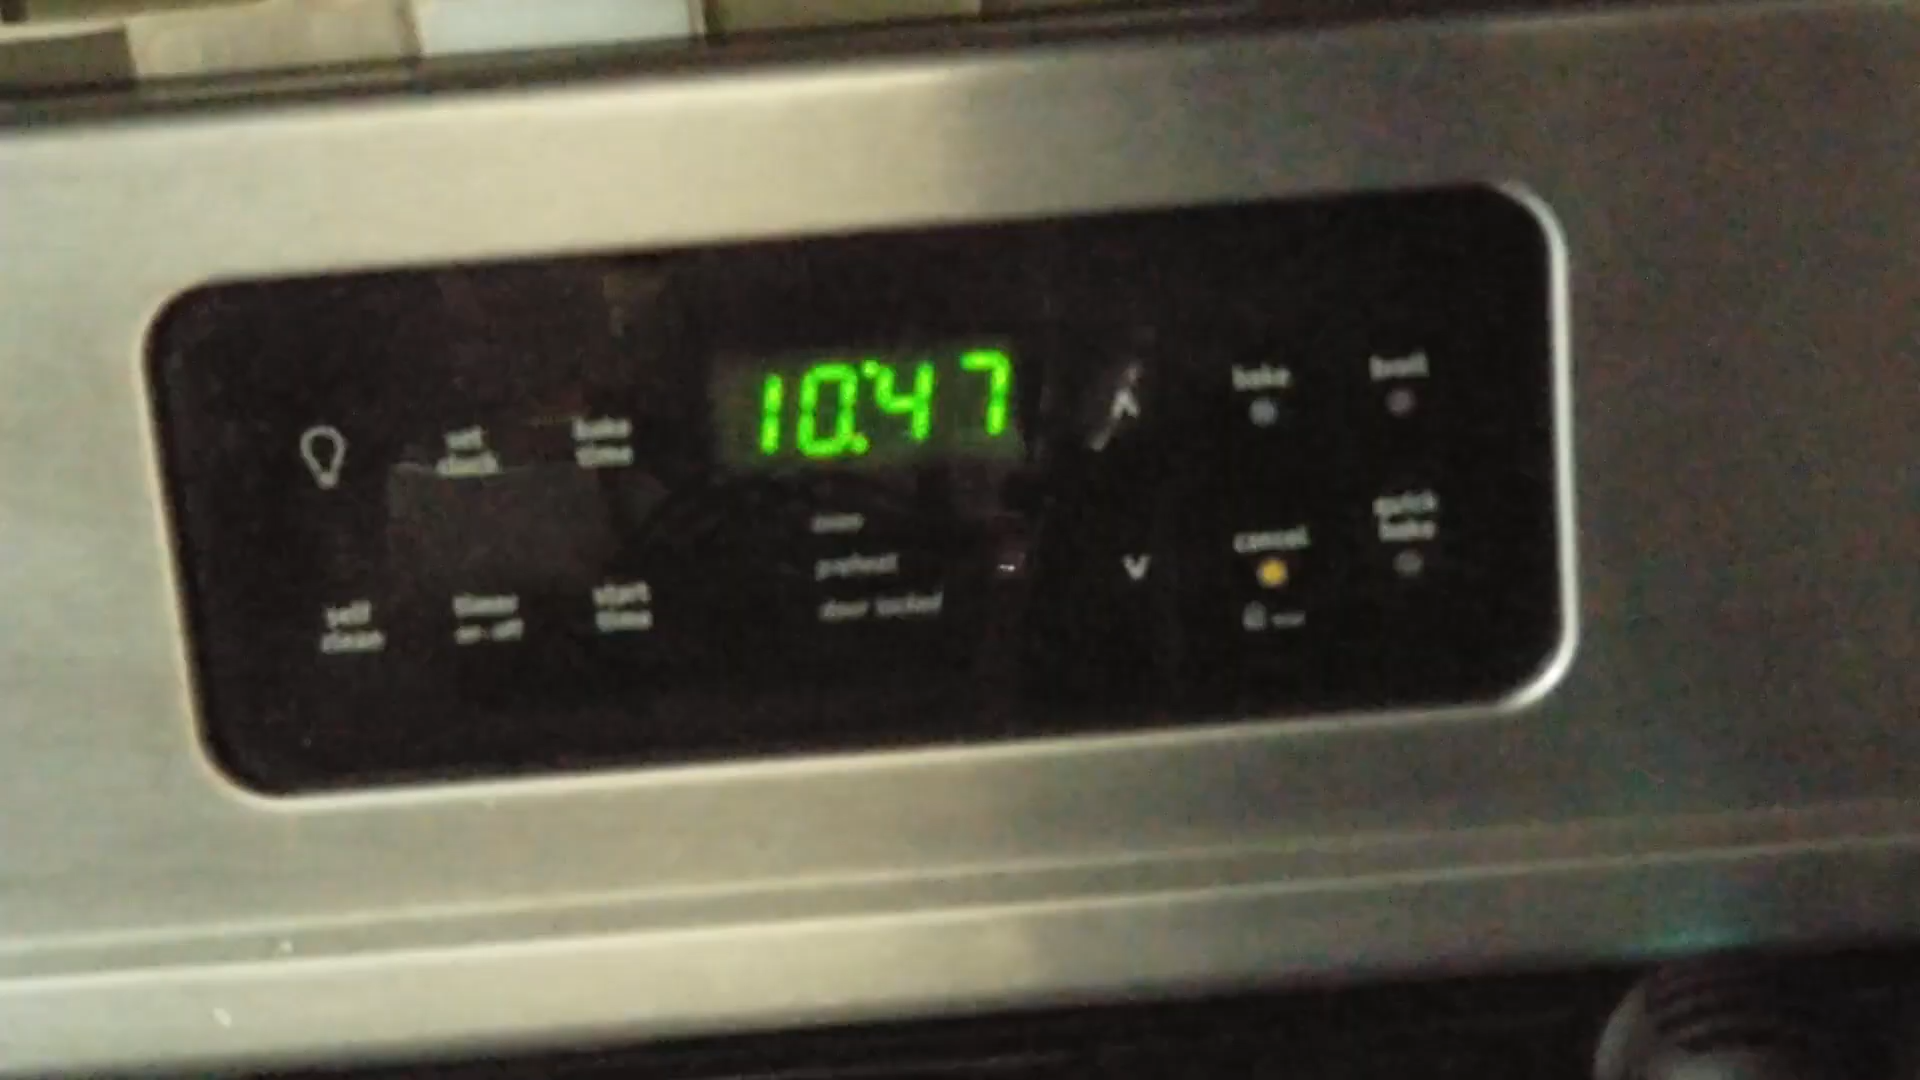 10:47
bake
broil
set
clock
bake
time
preheat
door locked
cancel
quick
bake
self
clean
timer
on-off
start
time